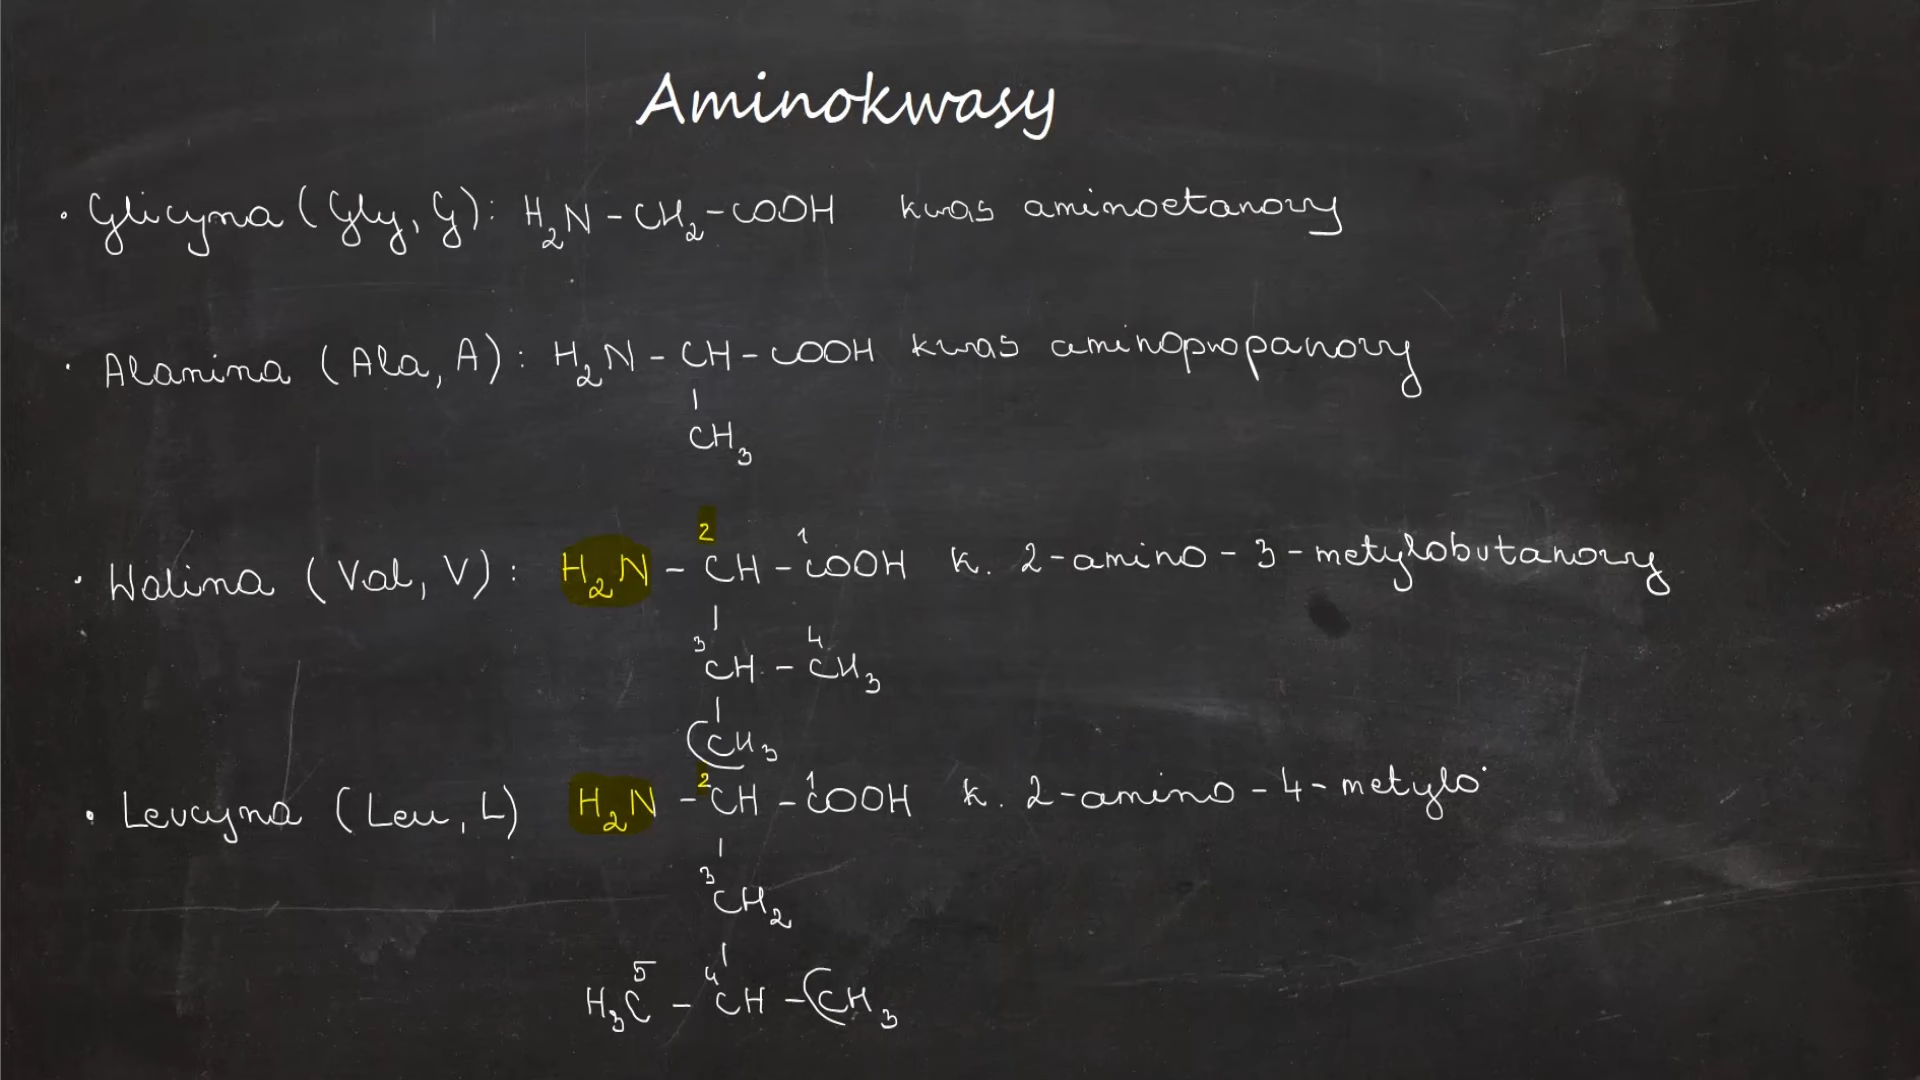 Aminokwasy
• Glicyna (Gly, G): H₂N - CH₂ - COOH kwas aminoetanowy
• Alanina (Ala, A): H₂N - CH - COOH kwas aminopropanowy
|
CH₃
2 1
• Walina (Val, V): H₂N - CH - COOH k. 2-amino-3-metylobutanowy
|
3 4
CH - CH₃
|
CH₃
2 1
• Leucyna (Leu, L) H₂N - CH - COOH k. 2-amino-4-metylo
|
3
CH₂
|
5 4
H₃C - CH - CH₃